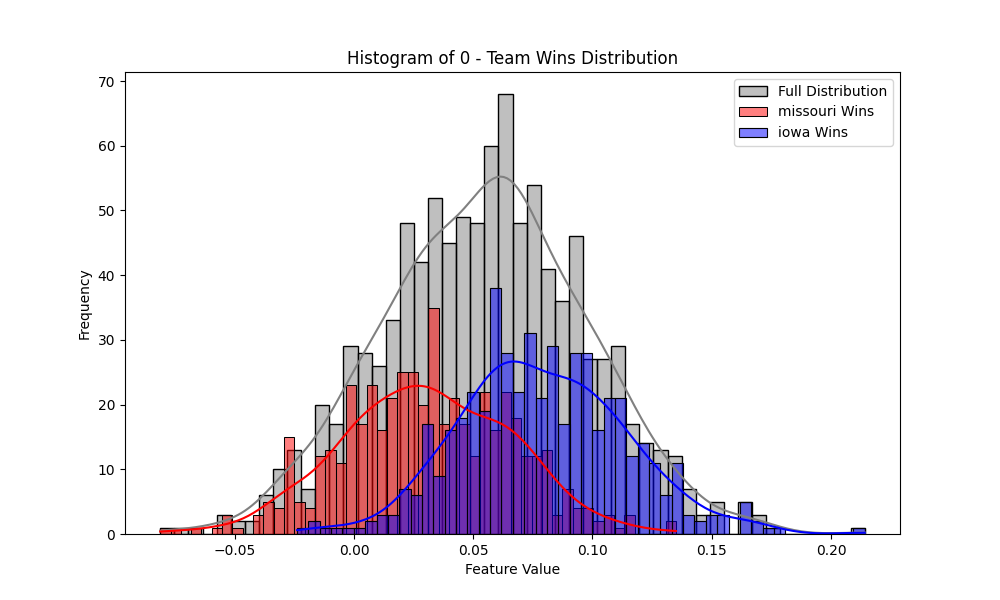 Histogram of 0 - Team Wins Distribution
Full Distribution
missouri Wins
iowa Wins
Frequency
70
60
50
40
30
20
10
0
−0.05 0.00 0.05 0.10 0.15 0.20
Feature Value